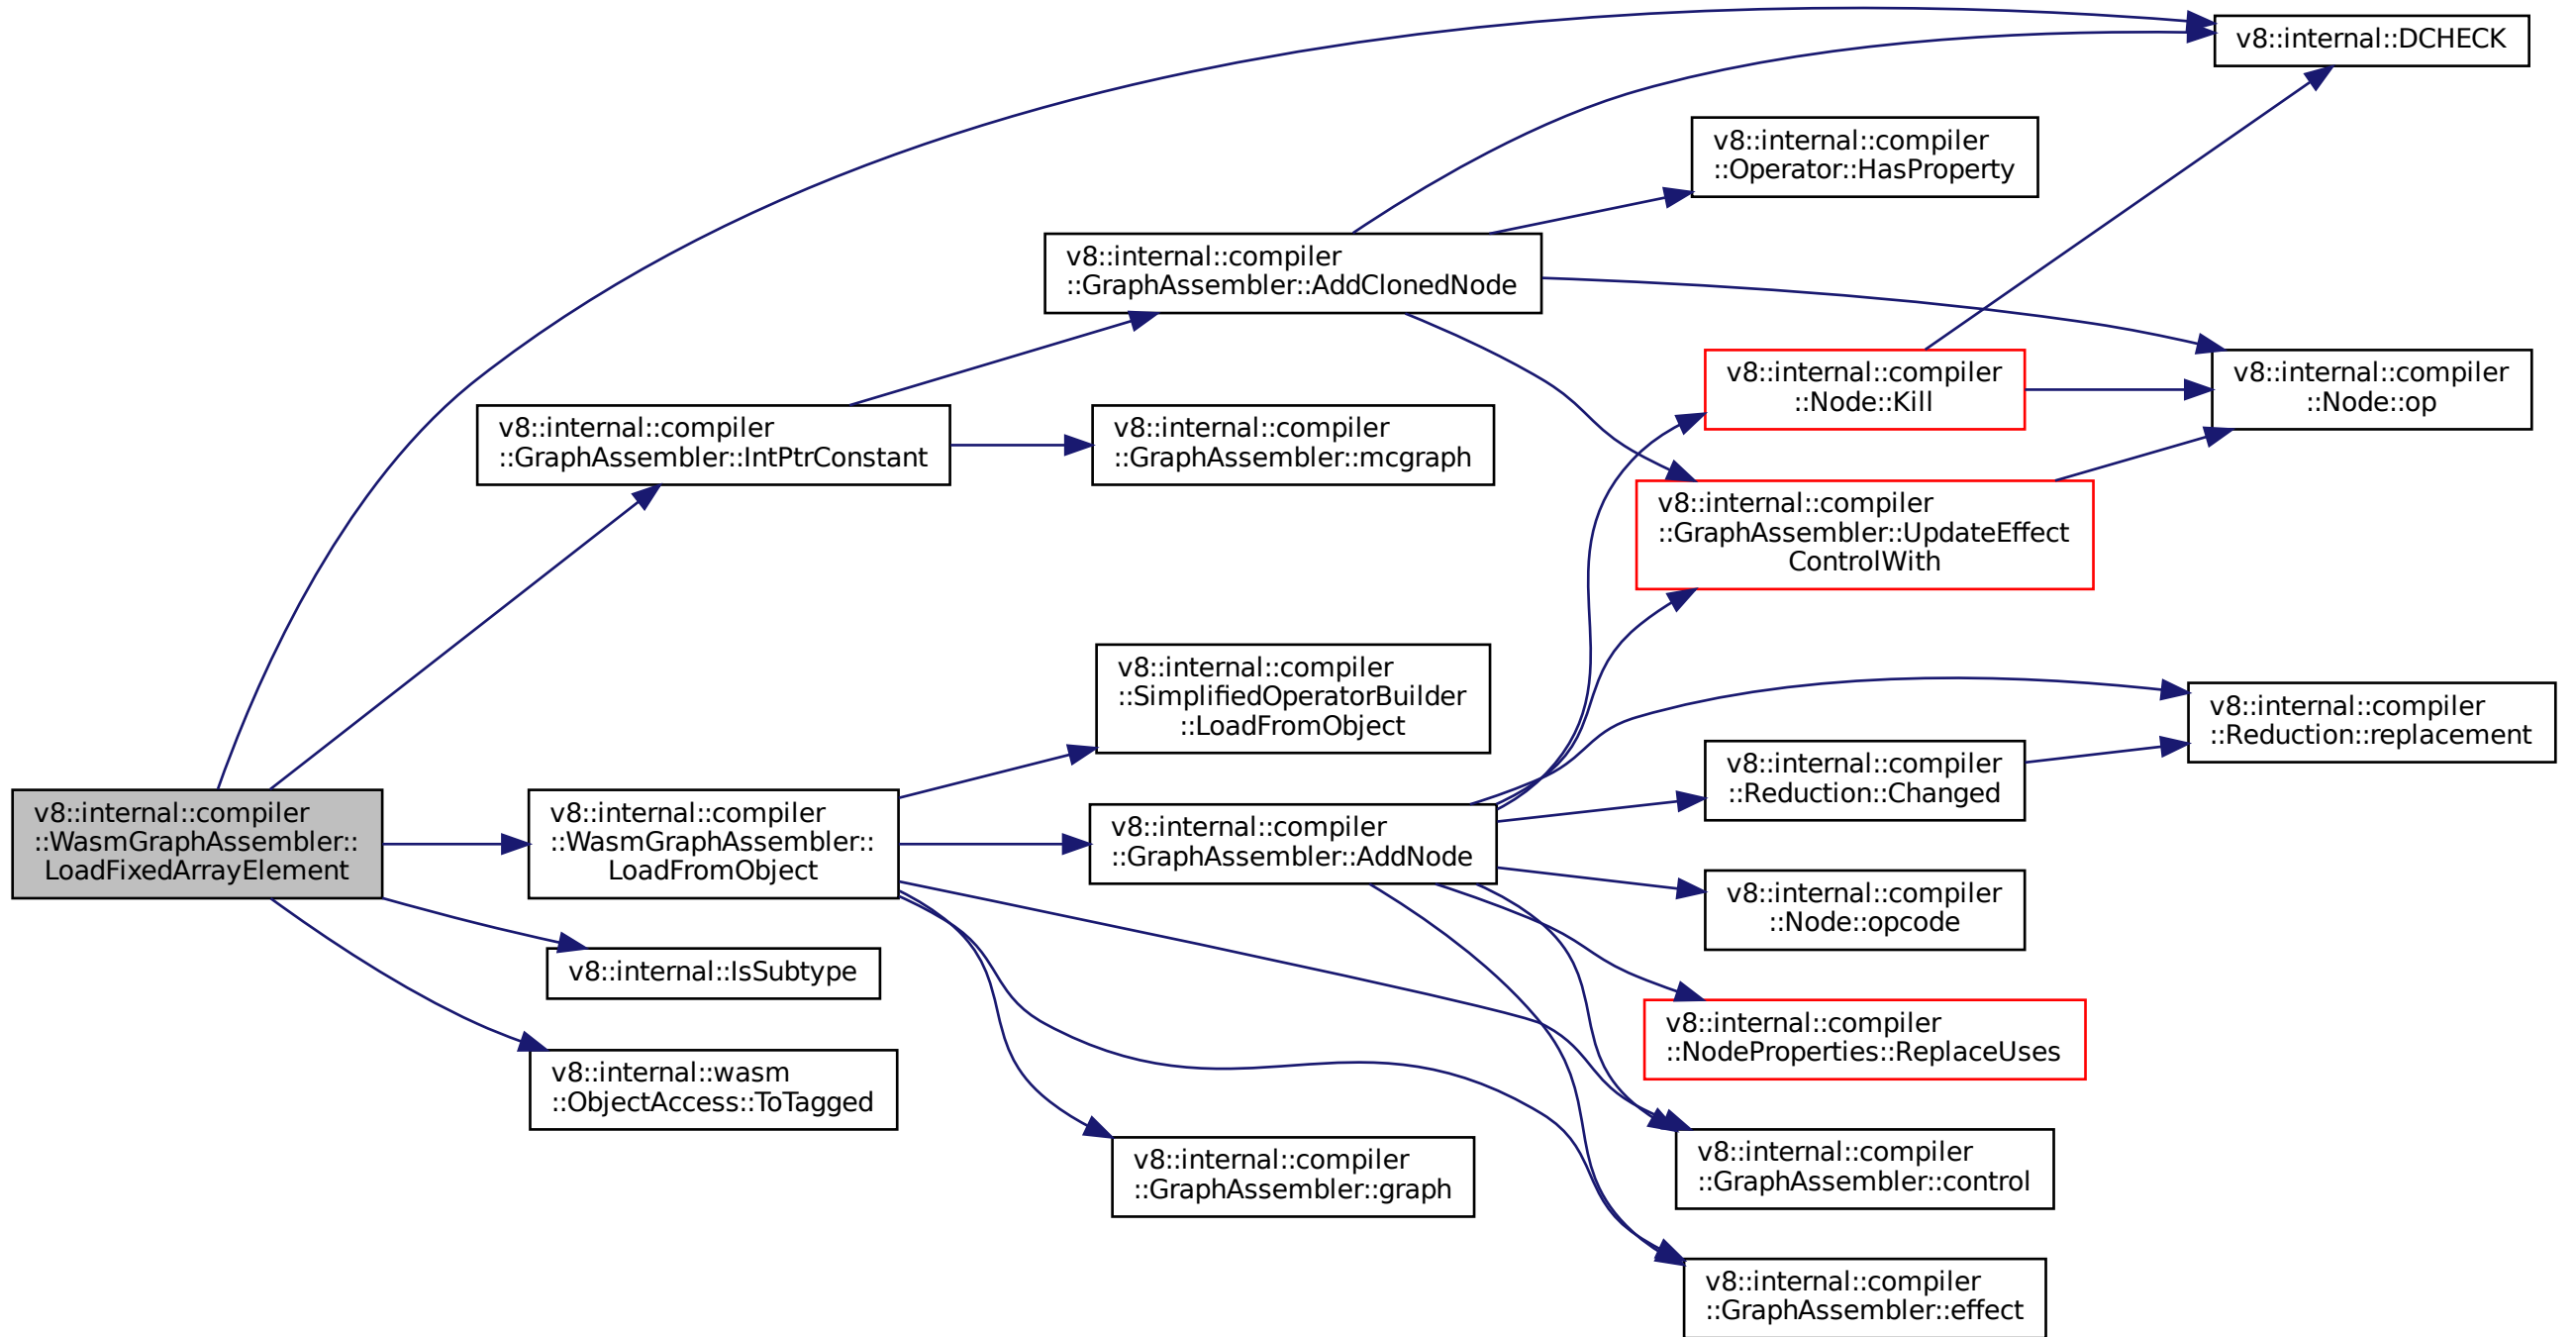 v8::internal::DCHECK
v8::internal::compiler
::Operator::HasProperty
v8::internal::compiler
::GraphAssembler::AddClonedNode
v8::internal::compiler
::Node::Kill
v8::internal::compiler
::Node::op
v8::internal::compiler
::GraphAssembler::IntPtrConstant
v8::internal::compiler
::GraphAssembler::mcgraph
v8::internal::compiler
::GraphAssembler::UpdateEffect
ControlWith
v8::internal::compiler
::SimplifiedOperatorBuilder
::LoadFromObject
v8::internal::compiler
::Reduction::replacement
v8::internal::compiler
::WasmGraphAssembler::
LoadFixedArrayElement
v8::internal::compiler
::WasmGraphAssembler::
LoadFromObject
v8::internal::compiler
::GraphAssembler::AddNode
v8::internal::compiler
::Reduction::Changed
v8::internal::compiler
::Node::opcode
v8::internal::IsSubtype
v8::internal::compiler
::NodeProperties::ReplaceUses
v8::internal::wasm
::ObjectAccess::ToTagged
v8::internal::compiler
::GraphAssembler::graph
v8::internal::compiler
::GraphAssembler::control
v8::internal::compiler
::GraphAssembler::effect